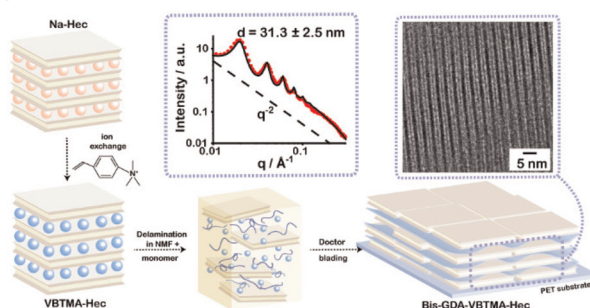 Na-Hec
ion
exchange
N⁺
VBTMA-Hec
d = 31.3 ± 2.5 nm
Intensity / a.u.
10
1
0.1
0.01
q⁻²
0.01
0.1
q / Å⁻¹
5 nm
Delamination
in NMF +
monomer
Doctor
blading
PET substrate
Bis-GDA-VBTMA-Hec